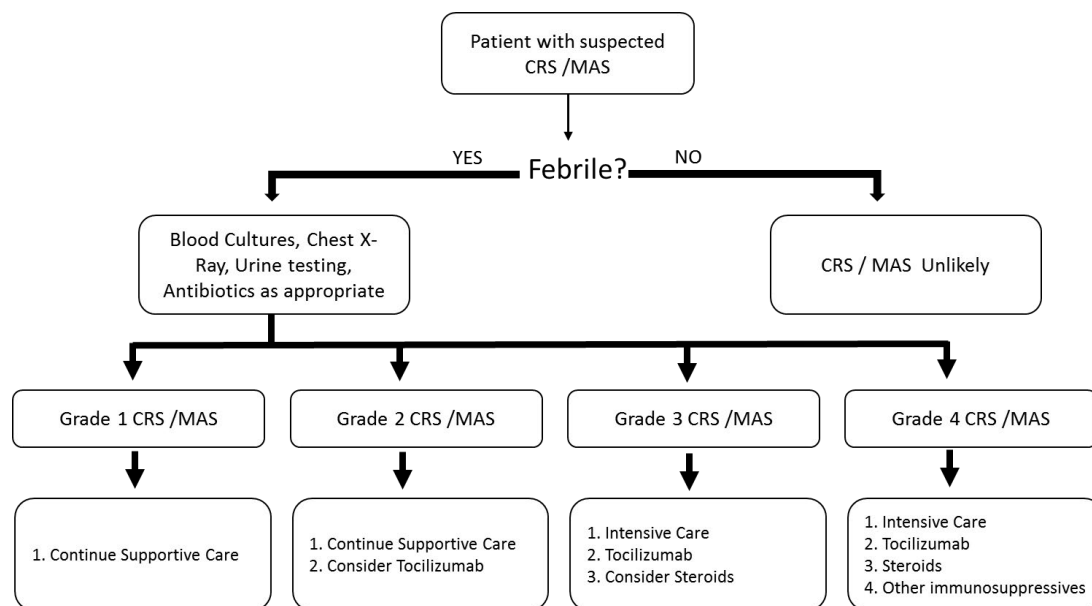 Patient with suspected
CRS /MAS
YES
Febrile?
NO
Blood Cultures, Chest X-
Ray, Urine testing,
Antibiotics as appropriate
CRS / MAS Unlikely
Grade 1 CRS /MAS
Grade 2 CRS /MAS
Grade 3 CRS /MAS
Grade 4 CRS /MAS
1. Continue Supportive Care
1. Continue Supportive Care
2. Consider Tocilizumab
1. Intensive Care
2. Tocilizumab
3. Consider Steroids
1. Intensive Care
2. Tocilizumab
3. Steroids
4. Other immunosuppressives